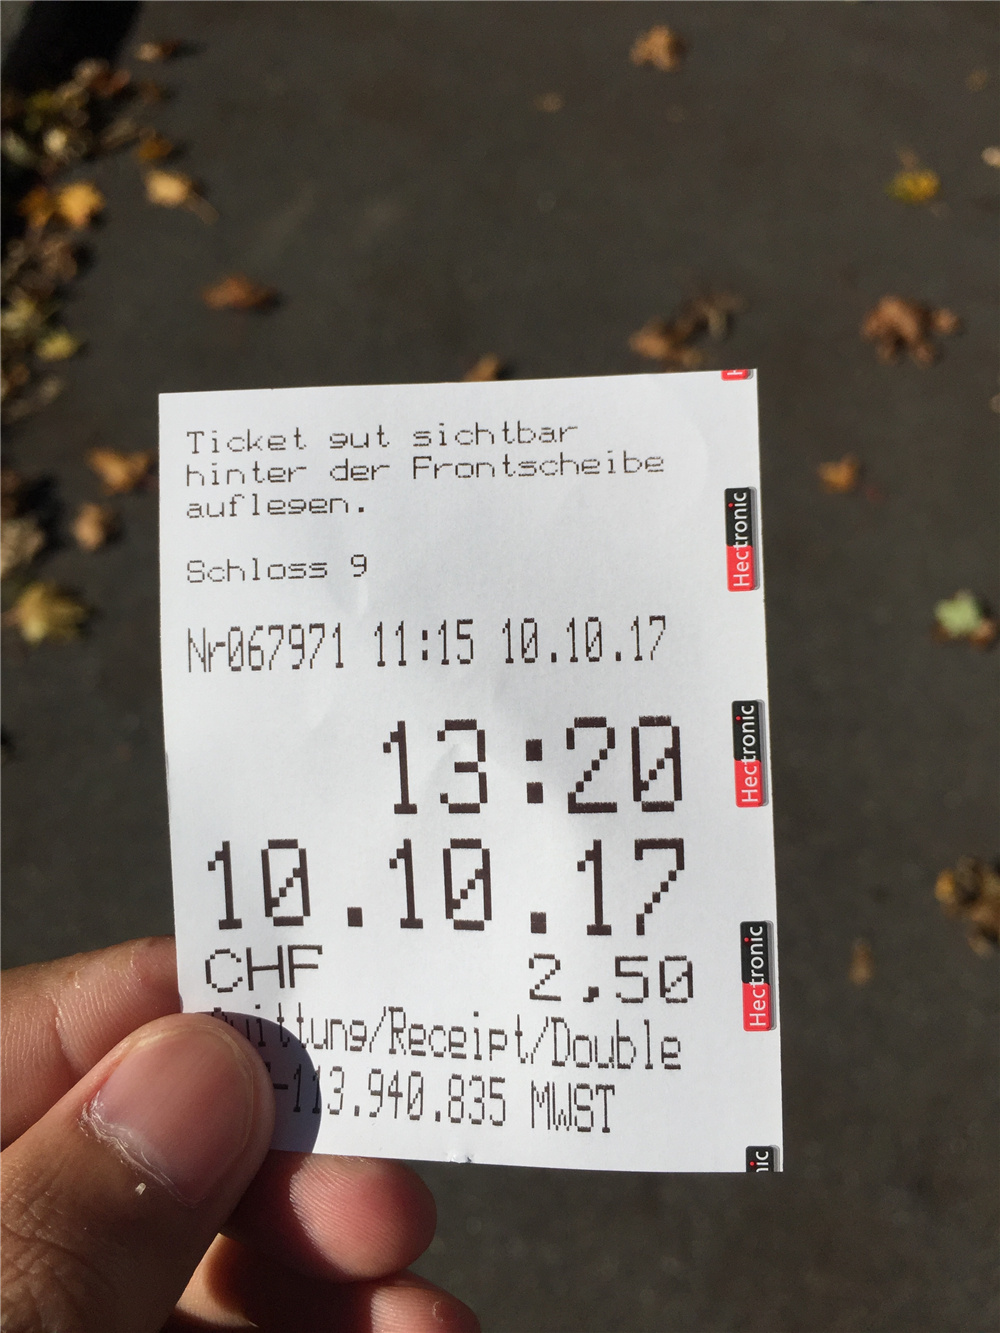 Ticket gut sichtbar
hinter der Frontscheibe
auflegen.
Schloss 9
Nr067971 11:15 10.10.17
13:20
10.10.17
CHF 2,50
Quittung/Receipt/Double
-113.940.835 MWST
Hectronic
Hectronic
Hectronic